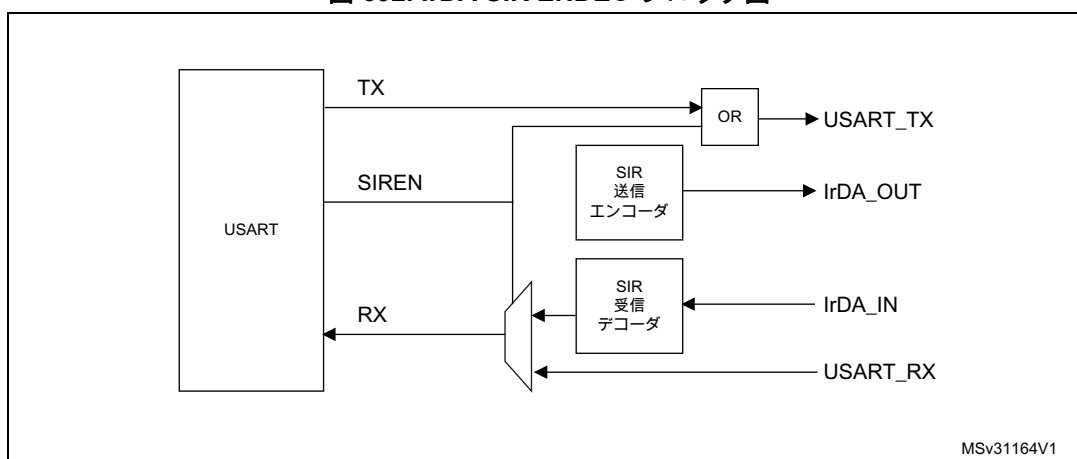 TX
OR
USART_TX
SIREN
SIR
送信
エンコーダ
IrDA_OUT
USART
SIR
受信
デコーダ
IrDA_IN
RX
USART_RX
MSv31164V1